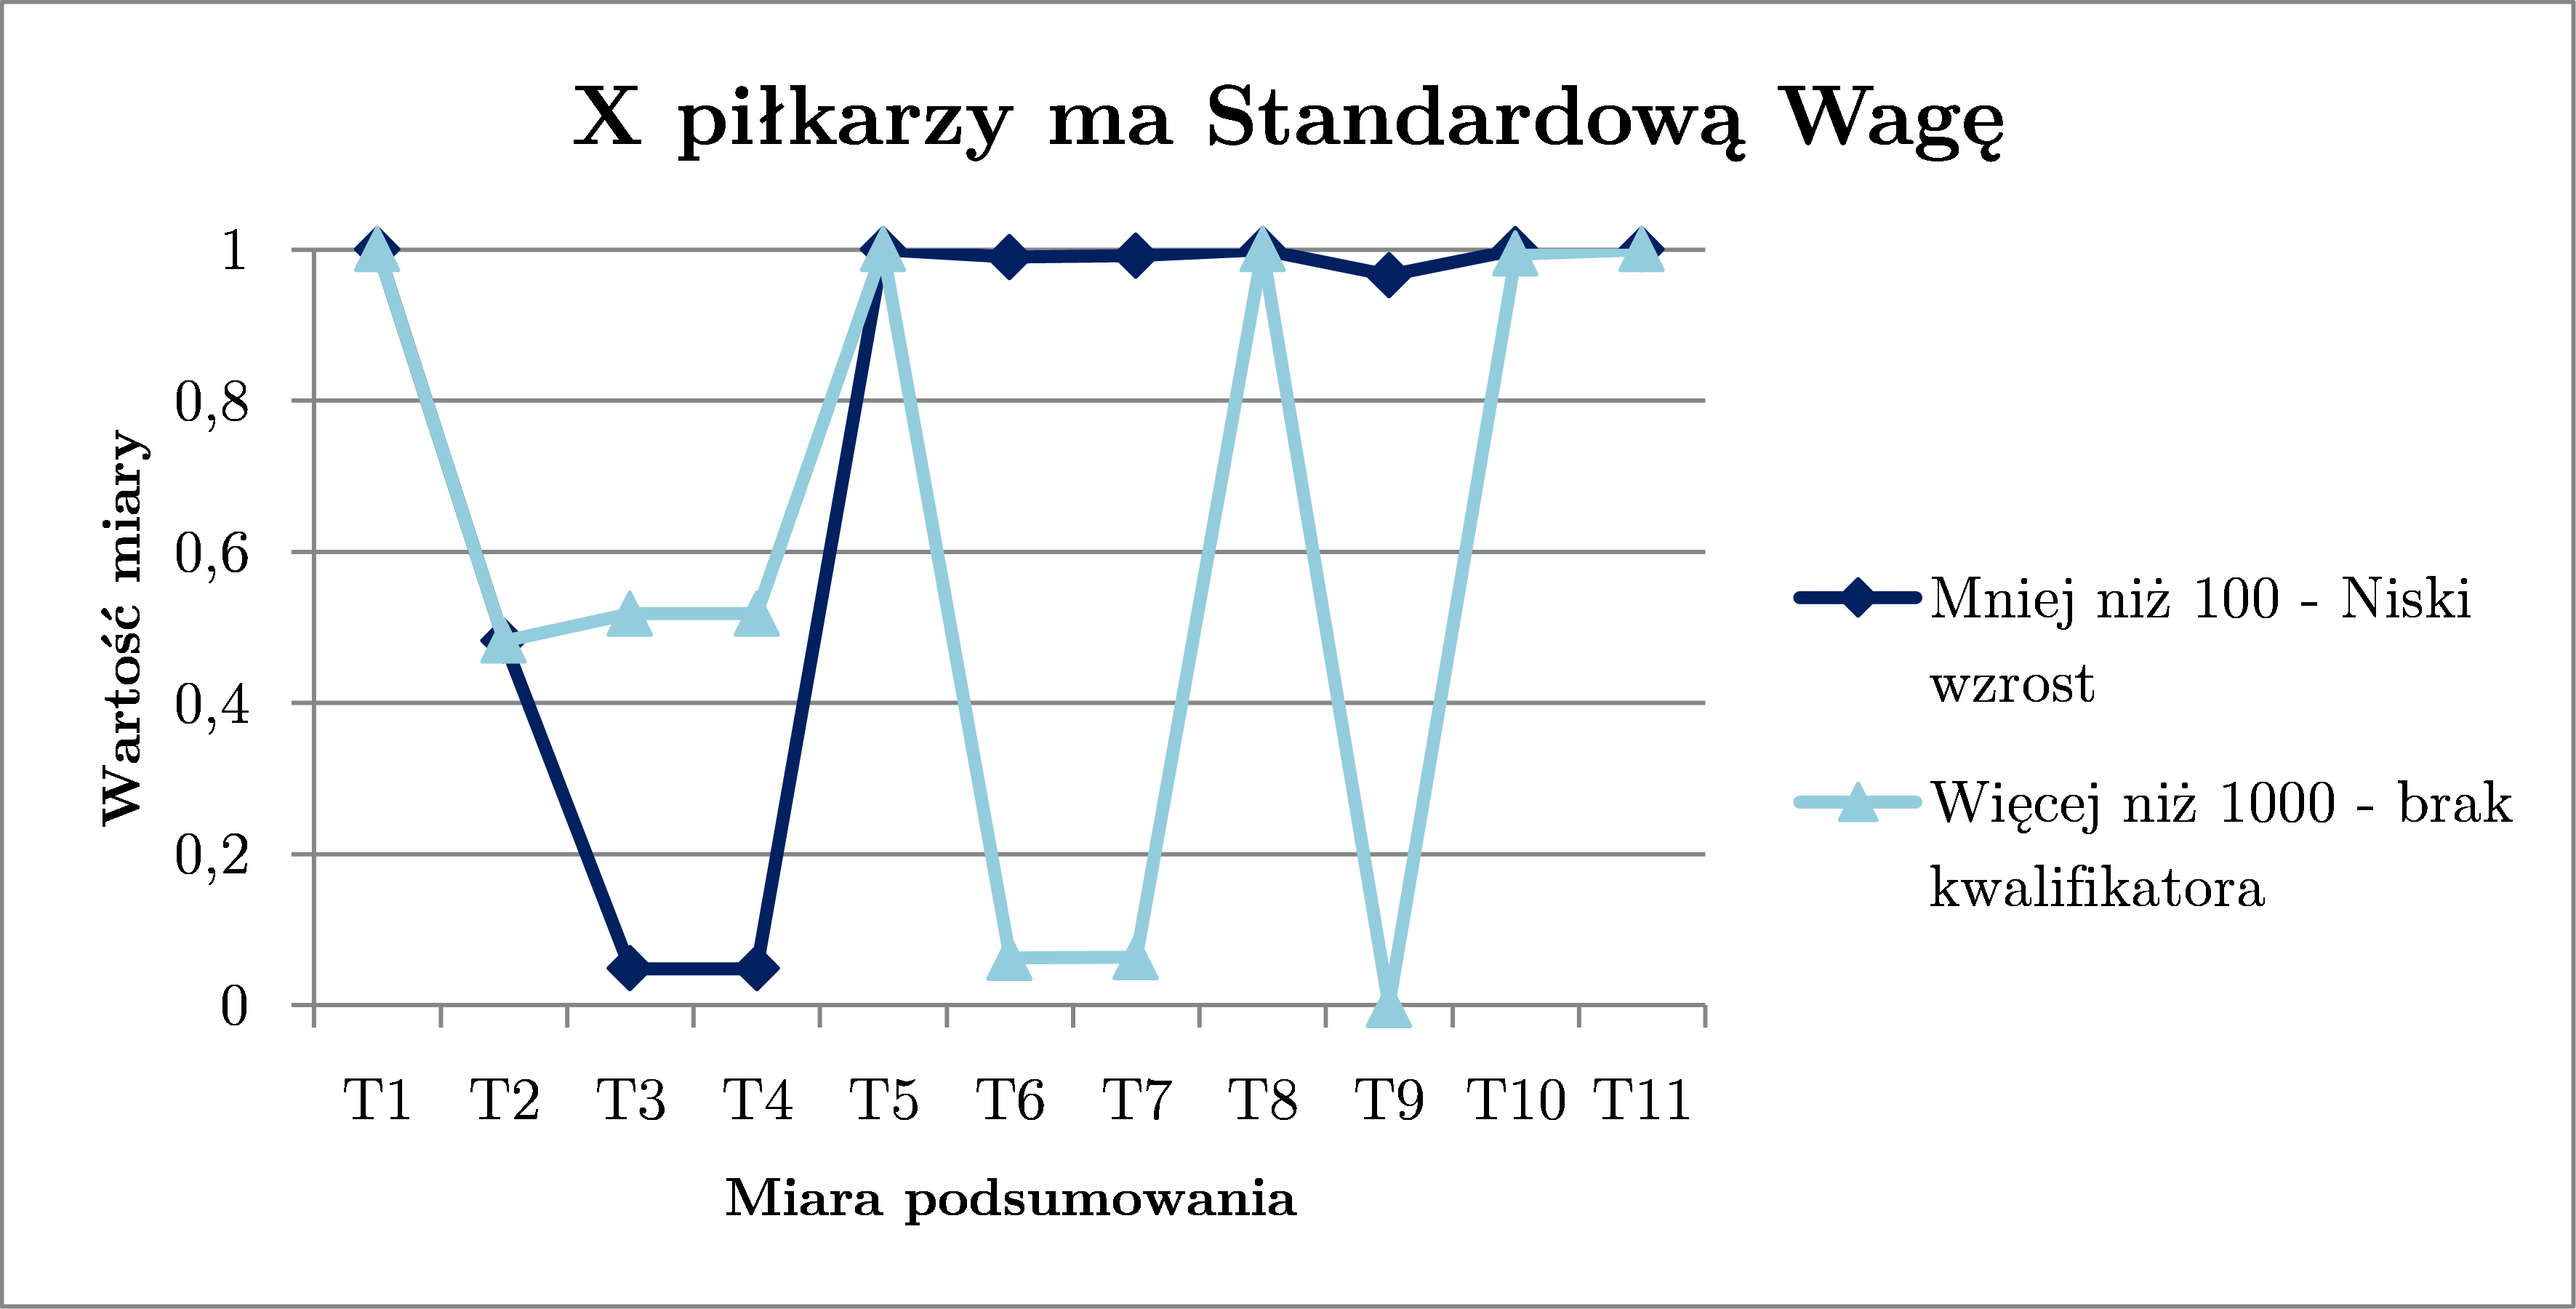 X piłkarzy ma Standardową Wagę
1
0,8
0,6
0,4
0,2
0
Wartość miary
T1 T2 T3 T4 T5 T6 T7 T8 T9 T10 T11
Miara podsumowania
Mniej niż 100 - Niski
wzrost
Więcej niż 1000 - brak
kwalifikatora